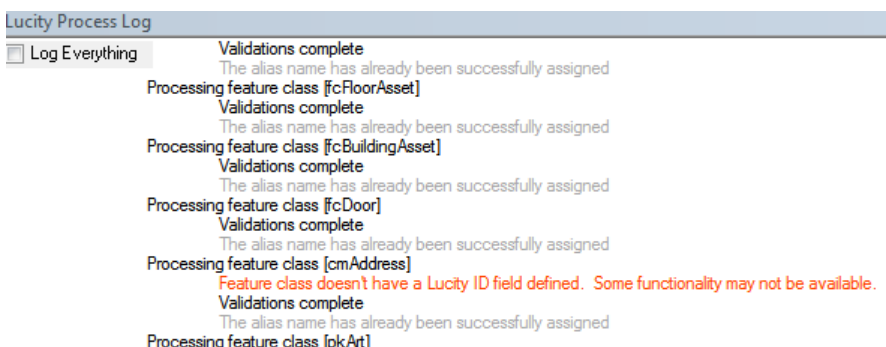 Lucity Process Log
Log Everything
Validations complete
The alias name has already been successfully assigned
Processing feature class [fcFloorAsset]
Validations complete
The alias name has already been successfully assigned
Processing feature class [fcBuildingAsset]
Validations complete
The alias name has already been successfully assigned
Processing feature class [fcDoor]
Validations complete
The alias name has already been successfully assigned
Processing feature class [cmAddress]
Feature class doesn't have a Lucity ID field defined.  Some functionality may not be available.
Validations complete
The alias name has already been successfully assigned
Processing feature class [pkArt]